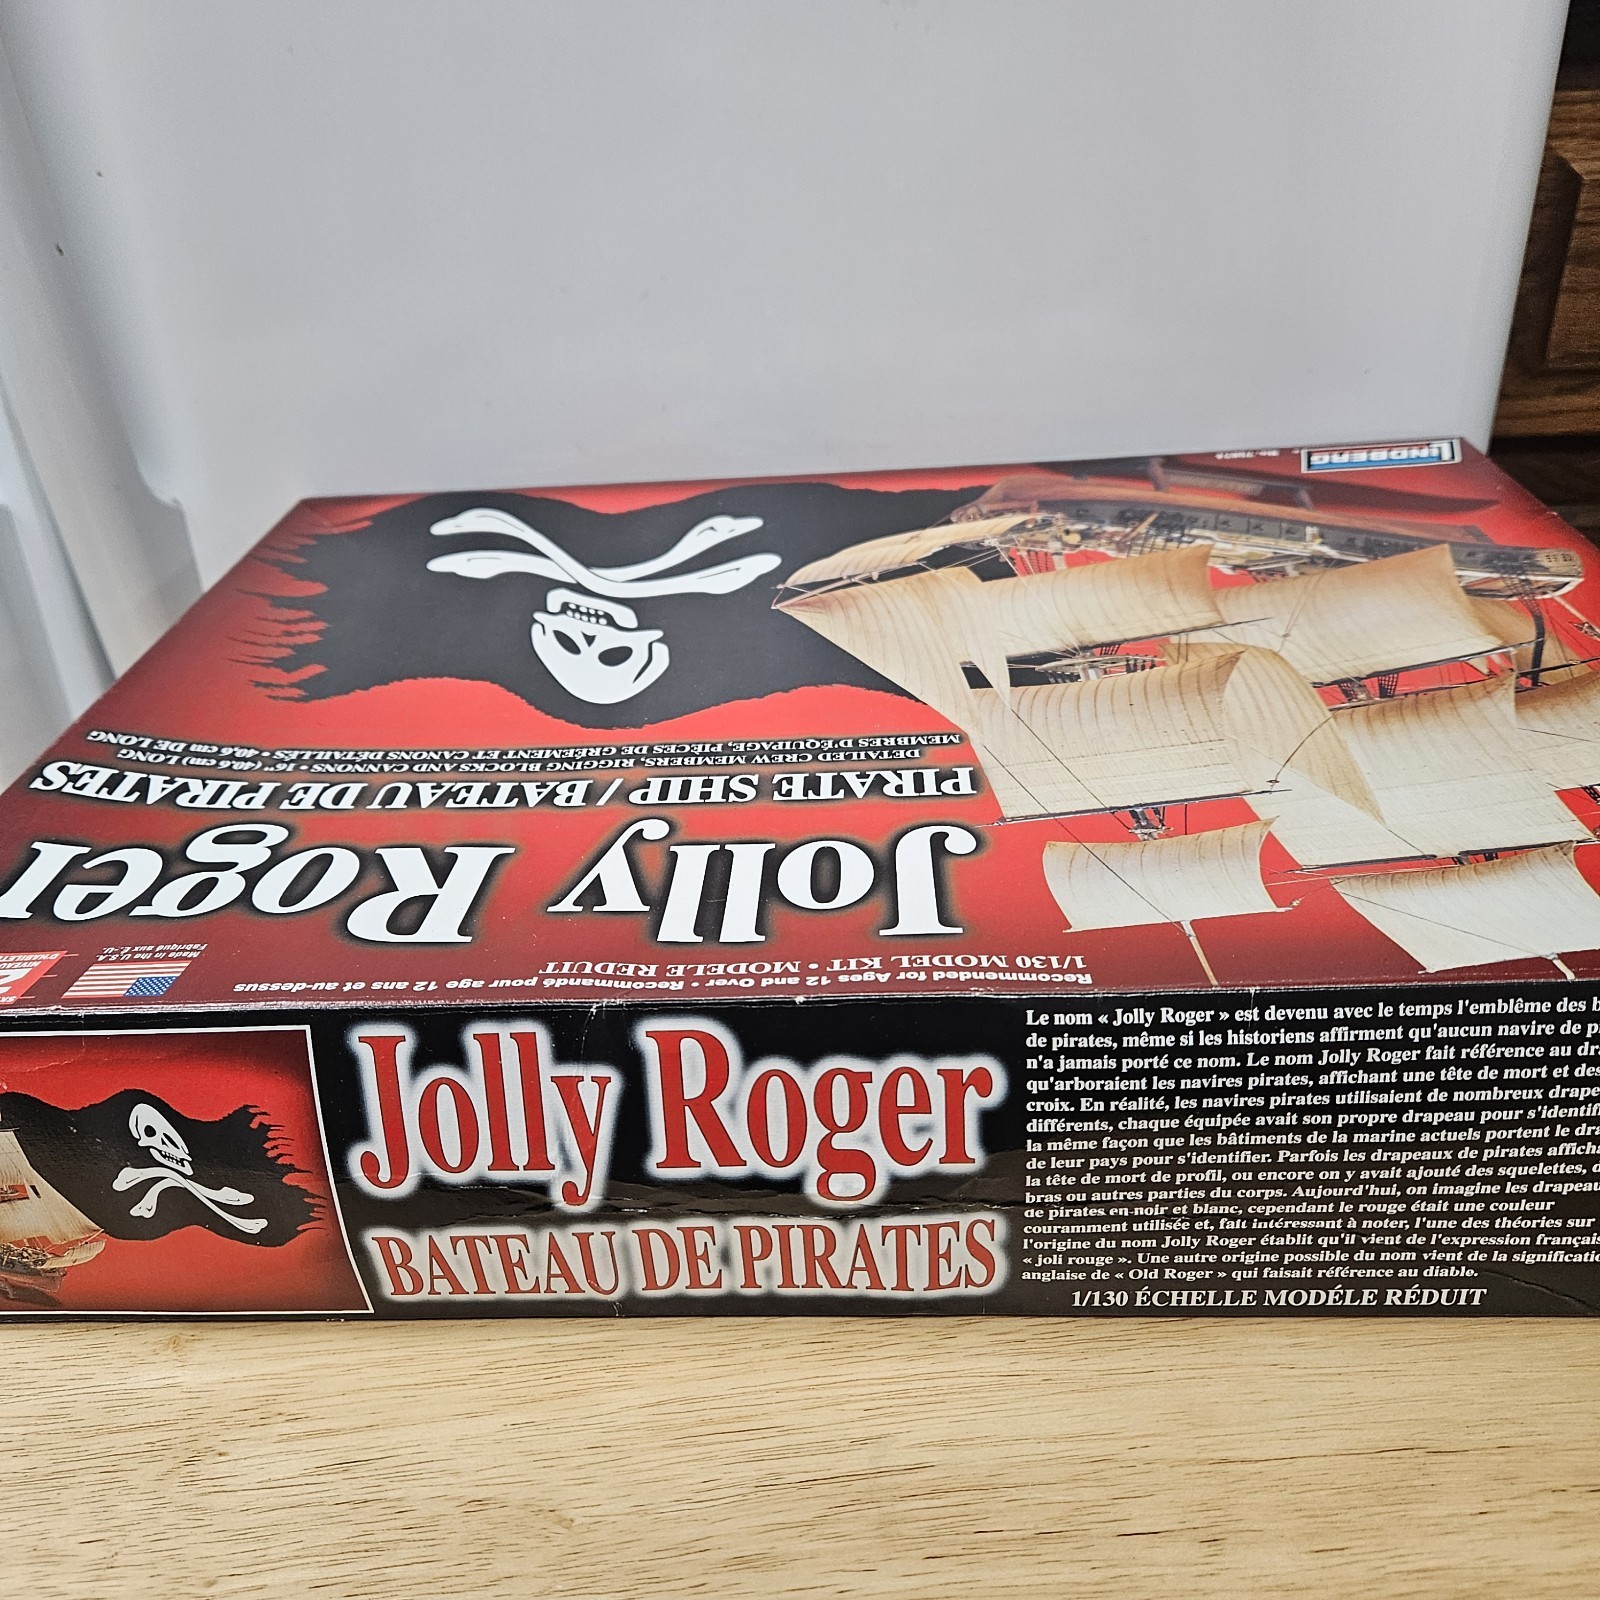 LINDBERG
MEMBRES D'ÉQUIPAGE, PIÈCES DE GRÉEMENT ET CANONS DÉTAILLÉS • 40,6 cm DE LONG
DETAILED CREW MEMBERS, RIGGING BLOCKS AND CANNONS • 16" (40.6 cm) LONG
PIRATE SHIP / BATEAU DE PIRATES
Jolly Roger
Made in the U.S.A.
Fabriqué aux É.-U.
1/130 MODEL KIT • MODELE REDUIT
Recommended for Ages 12 and Over • Recommandé pour age 12 ans et au-dessus
NIVEAU
D'HABILETÉ
2
Jolly Roger
BATEAU DE PIRATES
Le nom « Jolly Roger » est devenu avec le temps l'emblême des
de pirates, même si les historiens affirment qu'aucun navire de
n'a jamais porté ce nom. Le nom Jolly Roger fait référence au
qu'arboraient les navires pirates, affichant une tête de mort et des
croix. En réalité, les navires pirates utilisaient de nombreux
différents, chaque équipée avait son propre drapeau pour
la même façon que les bâtiments de la marine actuels portent le
de leur pays pour s'identifier. Parfois les drapeaux de pirates
la tête de mort de profil, ou encore on y avait ajouté des squelettes,
bras ou autres parties du corps. Aujourd'hui, on imagine les
de pirates en noir et blanc, cependant le rouge était une couleur
couramment utilisée et, fait intéressant à noter, l'une des théories sur
l'origine du nom Jolly Roger établit qu'il vient de l'expression
« joli rouge ». Une autre origine possible du nom vient de la
anglaise de « Old Roger » qui faisait référence au diable.
1/130 ÉCHELLE MODÉLE RÉDUIT